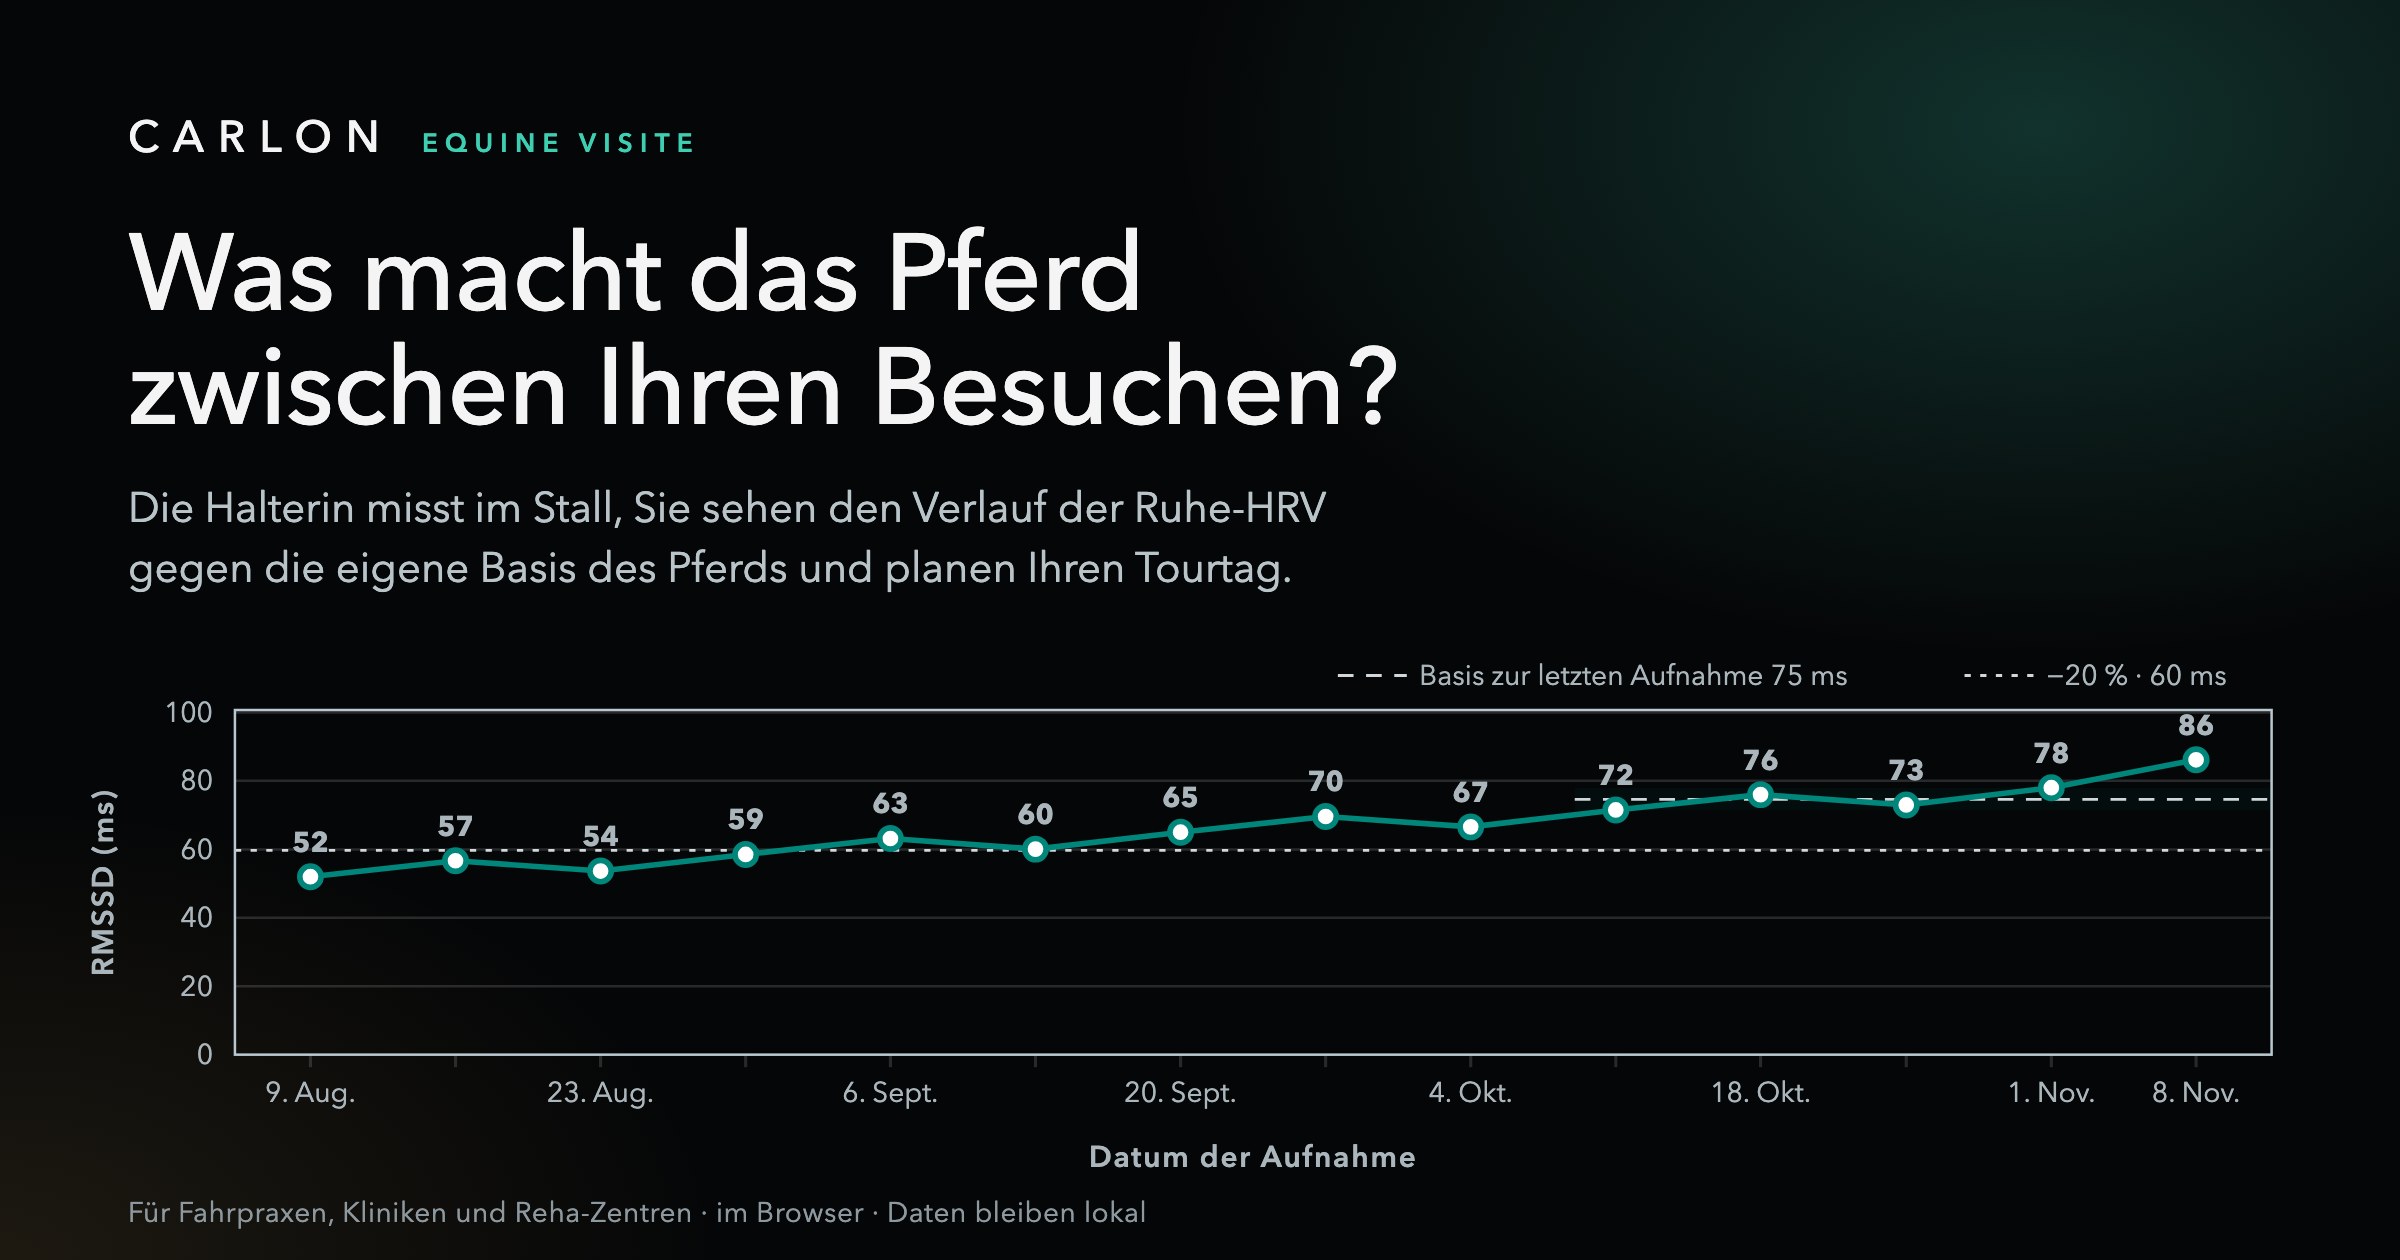 CARLON EQUINE VISITE
Was macht das Pferd
zwischen Ihren Besuchen?
Die Halterin misst im Stall, Sie sehen den Verlauf der Ruhe-HRV
gegen die eigene Basis des Pferds und planen Ihren Tourtag.
Basis zur letzten Aufnahme 75 ms −20 % · 60 ms
RMSSD (ms)
100
80
60
40
20
0
52 57 54 59 63 60 65 70 67 72 76 73 78 86
9. Aug. 23. Aug. 6. Sept. 20. Sept. 4. Okt. 18. Okt. 1. Nov. 8. Nov.
Datum der Aufnahme
Für Fahrpraxen, Kliniken und Reha-Zentren · im Browser · Daten bleiben lokal